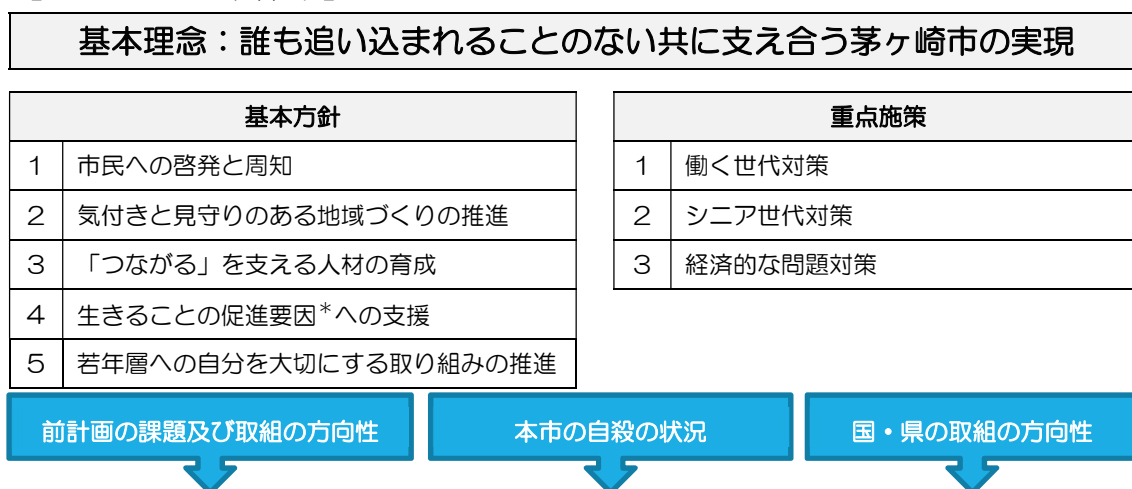 基本理念：誰も追い込まれることのない共に支え合う茅ヶ崎市の実現
基本方針
1 市民への啓発と周知
2 気付きと見守りのある地域づくりの推進
3 「つながる」を支える人材の育成
4 生きることの促進要因*への支援
5 若年層への自分を大切にする取り組みの推進
重点施策
1 働く世代対策
2 シニア世代対策
3 経済的な問題対策
前計画の課題及び取組の方向性
本市の自殺の状況
国・県の取組の方向性